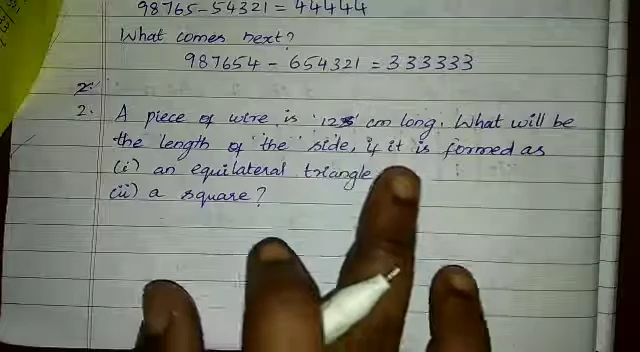 98765-54321 = 44444
What comes next?
987654 - 654321 = 333333
2.
2. A piece of wire is 12 cm long. What will be
the length of the side, if it is formed as
(i) an equilateral triangle
(ii) a square?